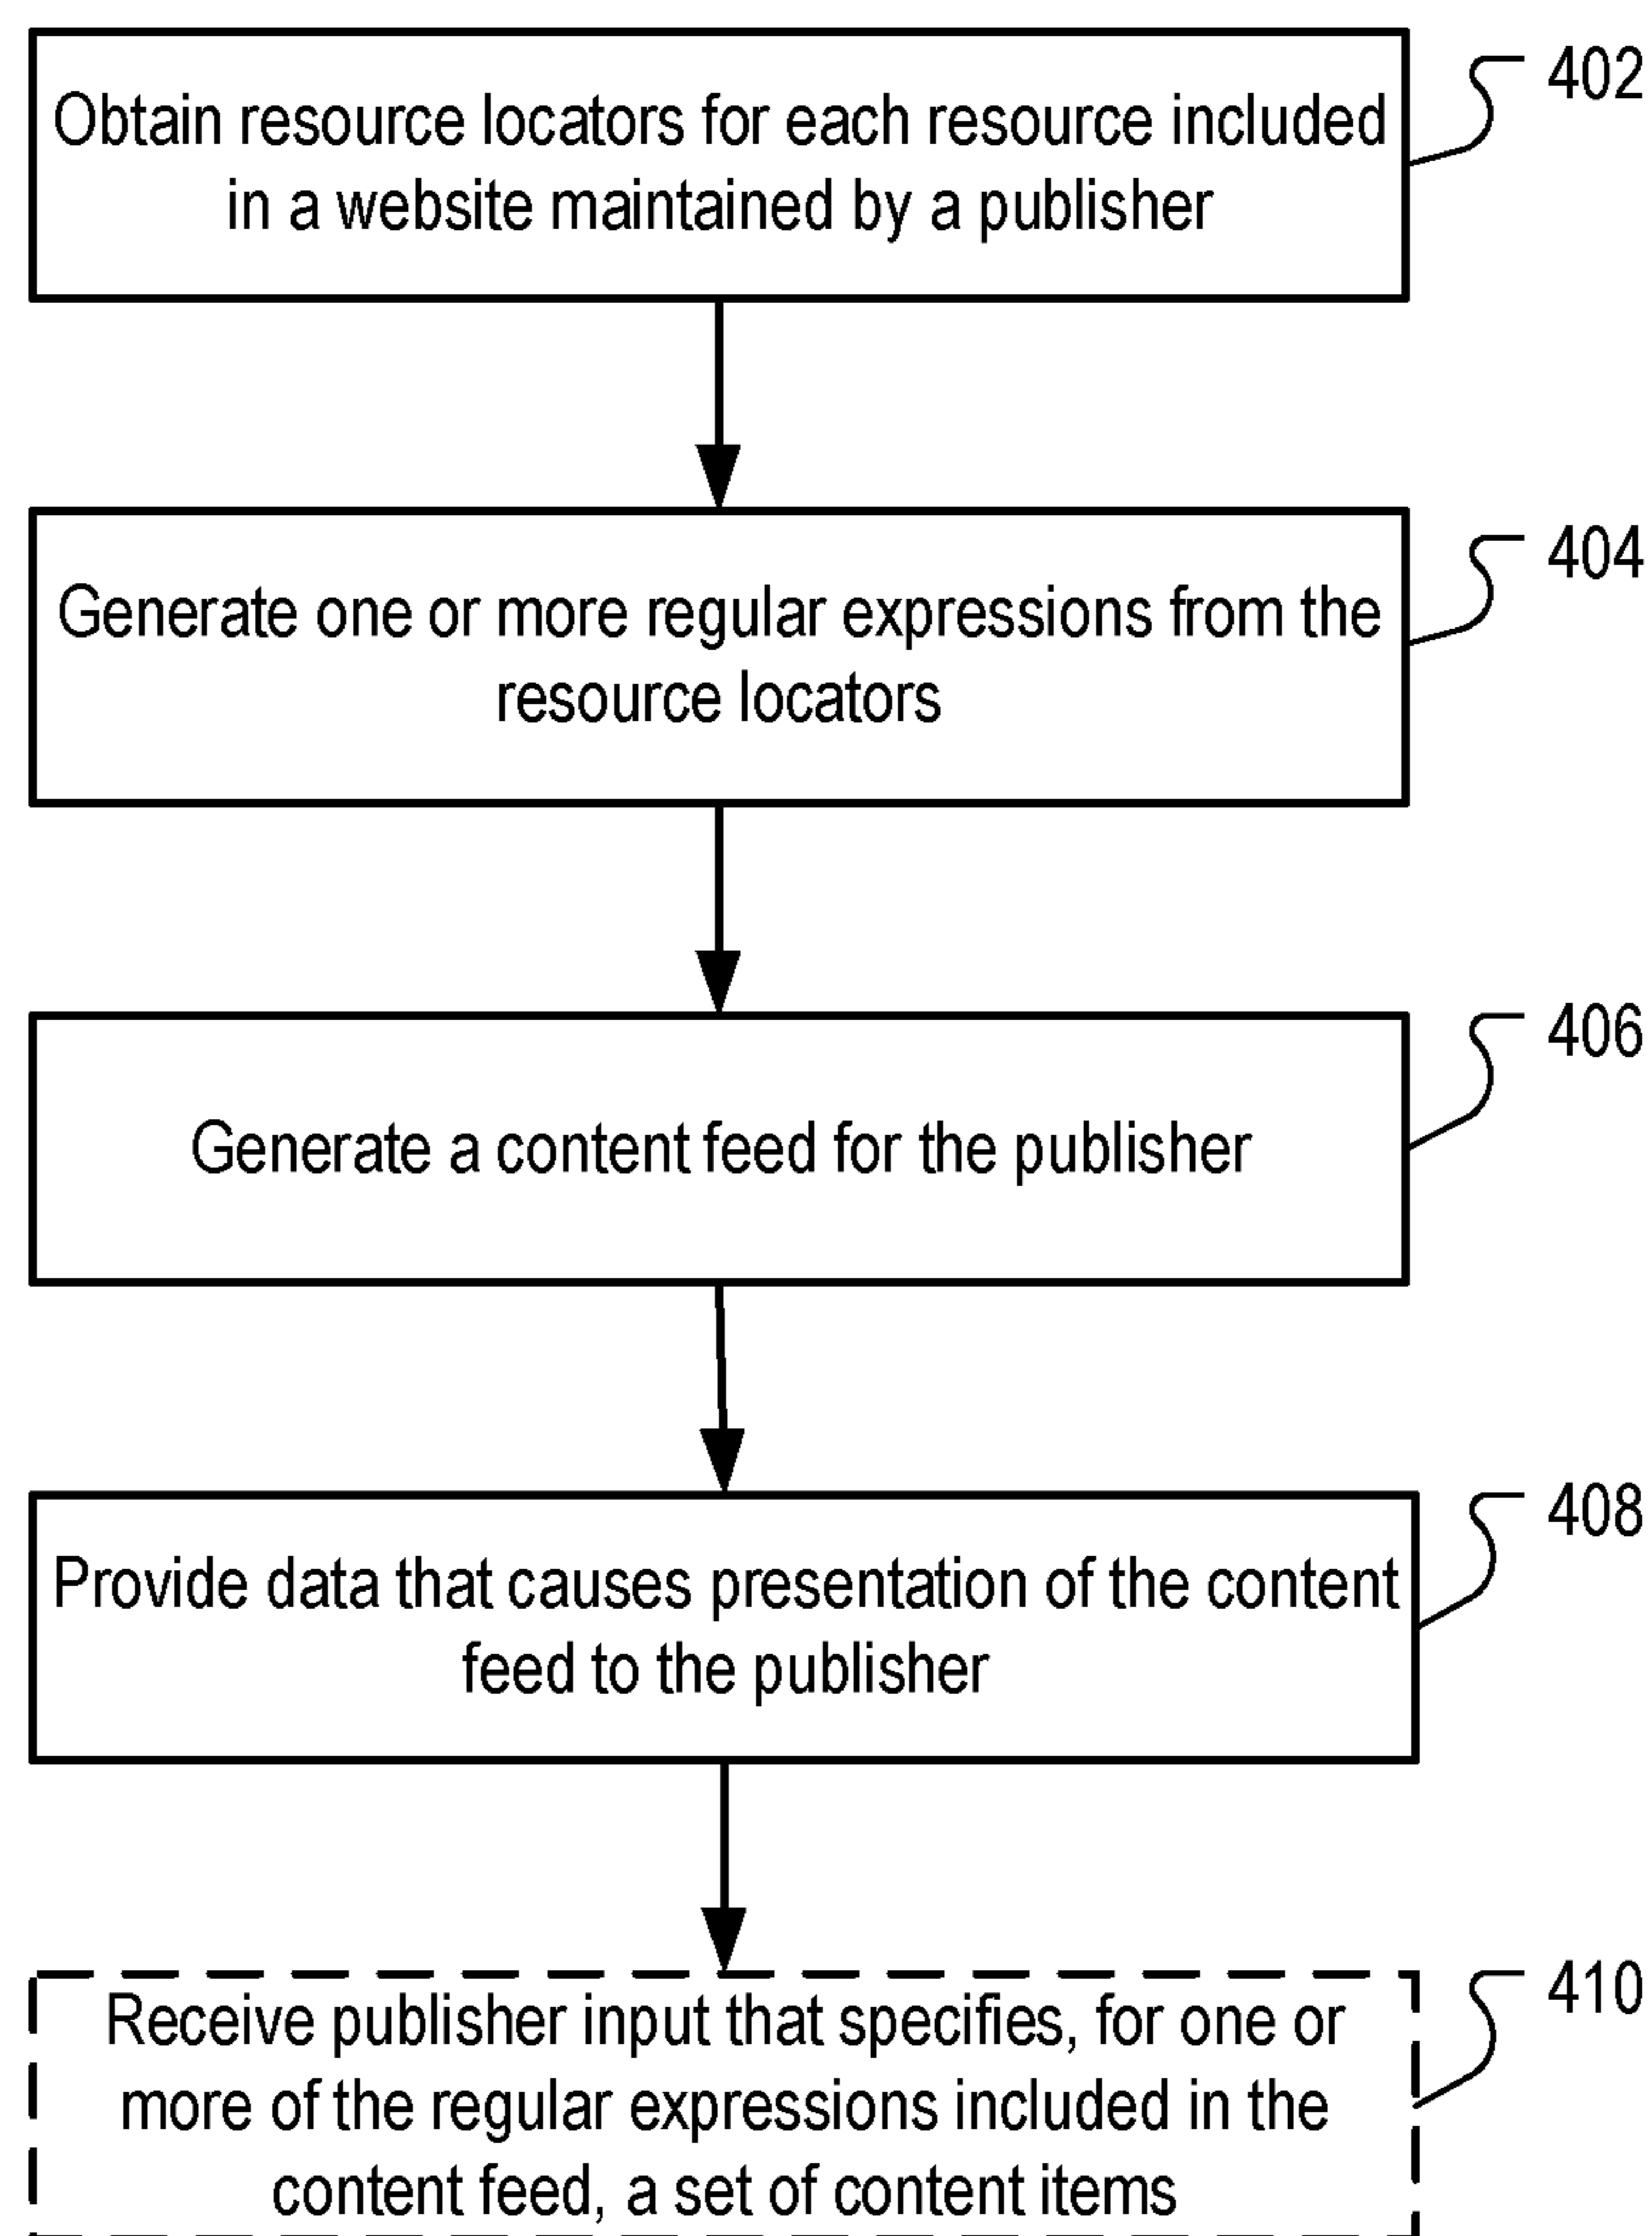 Obtain resource locators for each resource included
in a website maintained by a publisher
402
Generate one or more regular expressions from the
resource locators
404
Generate a content feed for the publisher
406
Provide data that causes presentation of the content
feed to the publisher
408
Receive publisher input that specifies, for one or
more of the regular expressions included in the
content feed, a set of content items
410